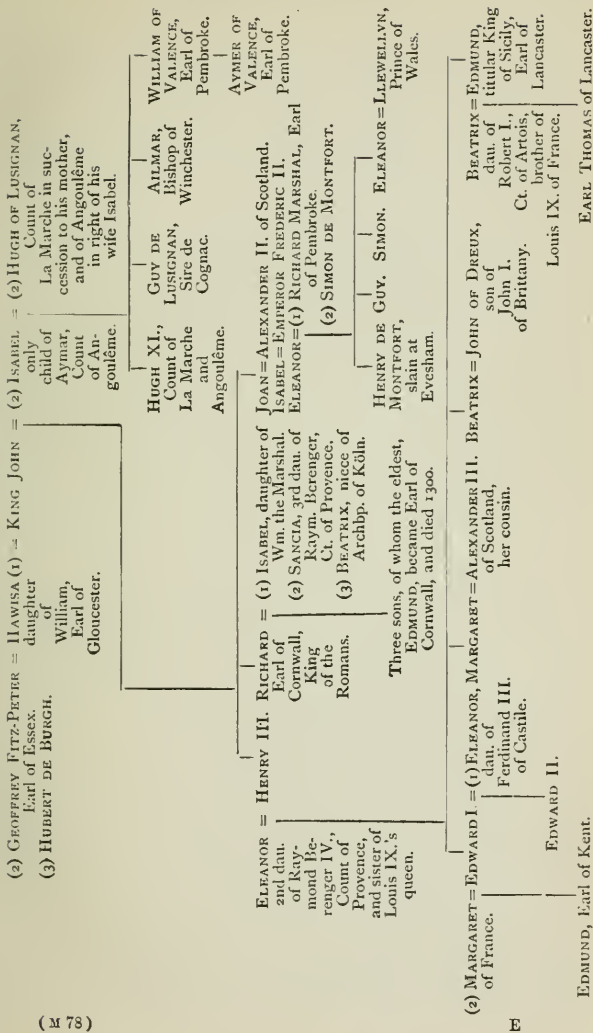 (2) GEOFFREY FITZ-PETER = HAWISA (1) = KING JOHN = (2) ISABEL = (2) HUGH OF LUSIGNAN,
Earl of Essex.
(3) HUBERT DE BURGH.
daughter
of
William,
Earl of
Gloucester.
only
child of
Aymar,
Count
of An-
goulême.
Count of
La Marche in suc-
cession to his mother,
and of Angoulême
in right of his
wife Isabel.
HUGH XI.,
Count of
La Marche
and
Angoulême.
GUY DE
LUSIGNAN,
Sire de
Cognac.
AILMAR,
Bishop of
Winchester.
WILLIAM OF
VALENCE,
Earl of
Pembroke.
AYMER OF
VALENCE,
Earl of
Pembroke.
ELEANOR = HENRY III.
2nd dau.
of Ray-
mond Be-
renger IV.,
Count of
Provence,
and sister of
Louis IX.'s
queen.
RICHARD =
Earl of
Cornwall,
King
of the
Romans.
(1) ISABEL, daughter of
Wm. the Marshal.
(2) SANCIA, 3rd dau. of
Raym. Berenger,
Ct. of Provence.
(3) BEATRIX, niece of
Archbp. of Köln.
Three sons, of whom the eldest,
EDMUND, became Earl of
Cornwall, and died 1300.
JOAN = ALEXANDER II. of Scotland.
ISABEL = EMPEROR FREDERIC II.
ELEANOR = (1) RICHARD MARSHAL, Earl
of Pembroke.
(2) SIMON DE MONTFORT.
HENRY DE
MONTFORT,
slain at
Evesham.
GUY.
SIMON.
ELEANOR = LLEWELLYN,
Prince of
Wales.
(2) MARGARET = EDWARD I. = (1) ELEANOR,
of France.
dau. of
Ferdinand III.
of Castile.
MARGARET = ALEXANDER III.
of Scotland,
her cousin.
BEATRIX = JOHN OF DREUX,
son of
John I.
of Brittany.
BEATRIX = EDMUND,
dau. of
Robert I.,
Ct. of Artois,
brother of
Louis IX. of France.
titular King
of Sicily,
Earl of
Lancaster.
EDMUND, Earl of Kent.
EDWARD II.
EARL THOMAS of Lancaster.
(M 78)
E